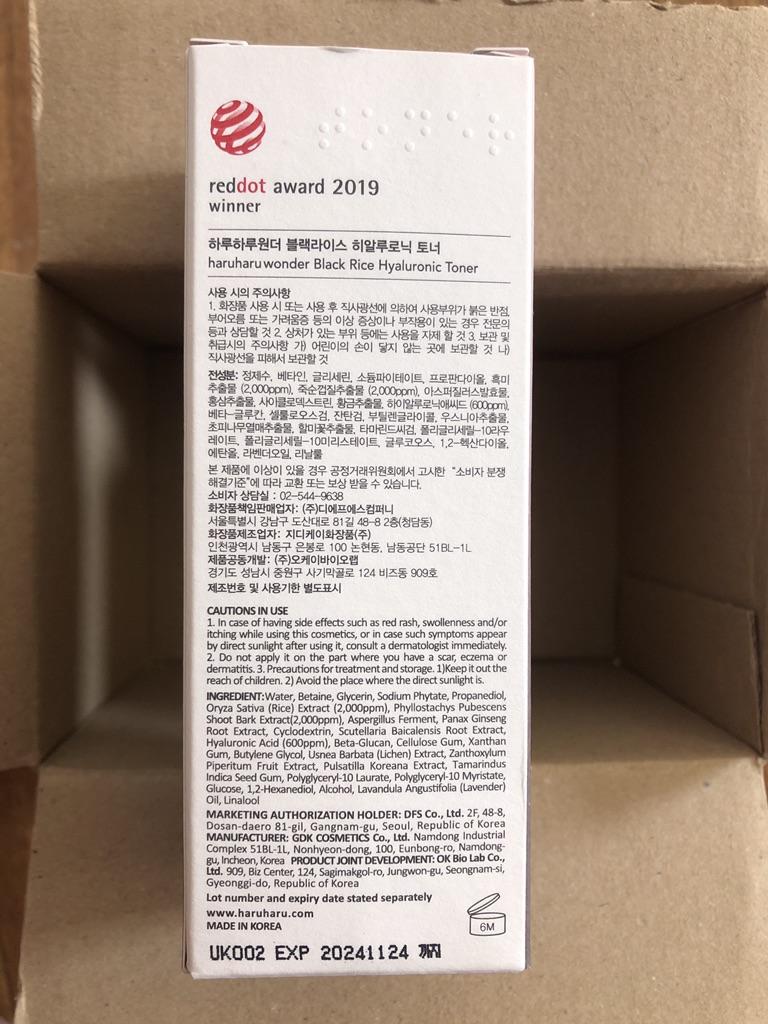 reddot award 2019
winner
하루하루원더 블랙라이스 히알루로닉 토너
haruharu wonder Black Rice Hyaluronic Toner
사용 시의 주의사항
1. 화장품 사용 시 또는 사용 후 직사광선에 의하여 사용부위가 붉은 반점,
부어오름 또는 가려움증 등의 이상 증상이나 부작용이 있는 경우 전문의
등과 상담할 것 2. 상처가 있는 부위 등에는 사용을 자제 할 것 3. 보관 및
취급시의 주의사항 가) 어린이의 손이 닿지 않는 곳에 보관할 것 나)
직사광선을 피해서 보관할 것
전성분: 정제수, 베타인, 글리세린, 소듐파이테이트, 프로판다이올, 흑미
추출물 (2,000ppm), 죽순껍질추출물 (2,000ppm), 아스퍼질러스발효물,
홍삼추출물, 사이클로덱스트린, 황금추출물, 하이알루로닉애씨드 (600ppm),
베타-글루칸, 셀룰로오스검, 잔탄검, 부틸렌글라이콜, 우스니아추출물,
초피나무열매추출물, 할미꽃추출물, 타마린드씨검, 폴리글리세릴-10라우
레이트, 폴리글리세릴-10미리스테이트, 글루코오스, 1,2-헥산다이올,
에탄올, 라벤더오일, 리날룰
본 제품에 이상이 있을 경우 공정거래위원회에서 고시한 "소비자 분쟁
해결기준"에 따라 교환 또는 보상 받을 수 있습니다.
소비자 상담실 : 02-544-9638
화장품책임판매업자: (주)디에프에스컴퍼니
서울특별시 강남구 도산대로 81길 48-8 2층(청담동)
화장품제조업자: 지디케이화장품(주)
인천광역시 남동구 은봉로 100 논현동, 남동공단 51BL-1L
제품공동개발: (주)오케이바이오랩
경기도 성남시 중원구 사기막골로 124 비즈동 909호
제조번호 및 사용기한 별도표시
CAUTIONS IN USE
1. In case of having side effects such as red rash, swollenness and/or
itching while using this cosmetics, or in case such symptoms appear
by direct sunlight after using it, consult a dermatologist immediately.
2. Do not apply it on the part where you have a scar, eczema or
dermatitis. 3. Precautions for treatment and storage. 1)Keep it out the
reach of children. 2) Avoid the place where the direct sunlight is.
INGREDIENT:Water, Betaine, Glycerin, Sodium Phytate, Propanediol,
Oryza Sativa (Rice) Extract (2,000ppm), Phyllostachys Pubescens
Shoot Bark Extract(2,000ppm), Aspergillus Ferment, Panax Ginseng
Root Extract, Cyclodextrin, Scutellaria Baicalensis Root Extract,
Hyaluronic Acid (600ppm), Beta-Glucan, Cellulose Gum, Xanthan
Gum, Butylene Glycol, Usnea Barbata (Lichen) Extract, Zanthoxylum
Piperitum Fruit Extract, Pulsatilla Koreana Extract, Tamarindus
Indica Seed Gum, Polyglyceryl-10 Laurate, Polyglyceryl-10 Myristate,
Glucose, 1,2-Hexanediol, Alcohol, Lavandula Angustifolia (Lavender)
Oil, Linalool
MARKETING AUTHORIZATION HOLDER: DFS Co., Ltd. 2F, 48-8,
Dosan-daero 81-gil, Gangnam-gu, Seoul, Republic of Korea
MANUFACTURER: GDK COSMETICS Co., Ltd. Namdong Industrial
Complex 51BL-1L, Nonhyeon-dong, 100, Eunbong-ro, Namdong-
gu, Incheon, Korea PRODUCT JOINT DEVELOPMENT: OK Bio Lab Co.,
Ltd. 909, Biz Center, 124, Sagimakgol-ro, Jungwon-gu, Seongnam-si,
Gyeonggi-do, Republic of Korea
Lot number and expiry date stated separately
www.haruharu.com
MADE IN KOREA
6M
UK002 EXP 20241124 까지